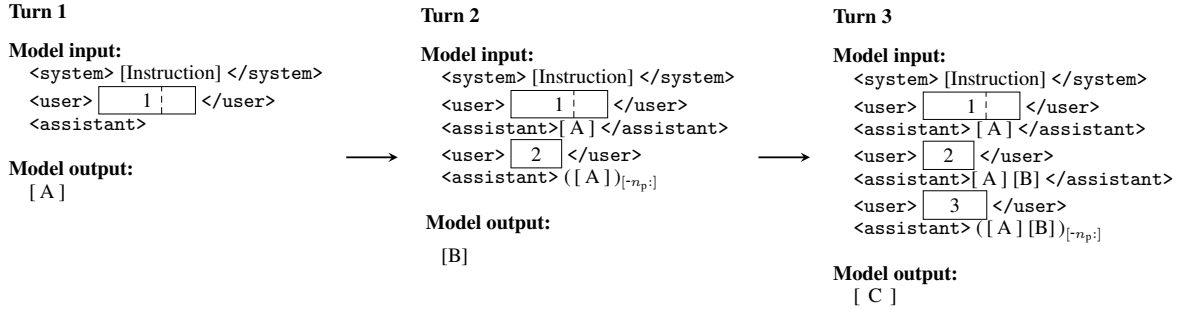 Turn 1
Model input:
<system> [Instruction] </system>
<user> 1 </user>
<assistant>
Model output:
[ A ]
Turn 2
Model input:
<system> [Instruction] </system>
<user> 1 </user>
<assistant>[ A ] </assistant>
<user> 2 </user>
<assistant> ([ A ])[-np:]
Model output:
[B]
Turn 3
Model input:
<system> [Instruction] </system>
<user> 1 </user>
<assistant> [ A ] </assistant>
<user> 2 </user>
<assistant>[ A ] [B] </assistant>
<user> 3 </user>
<assistant> ([ A ] [B])[-np:]
Model output:
[ C ]